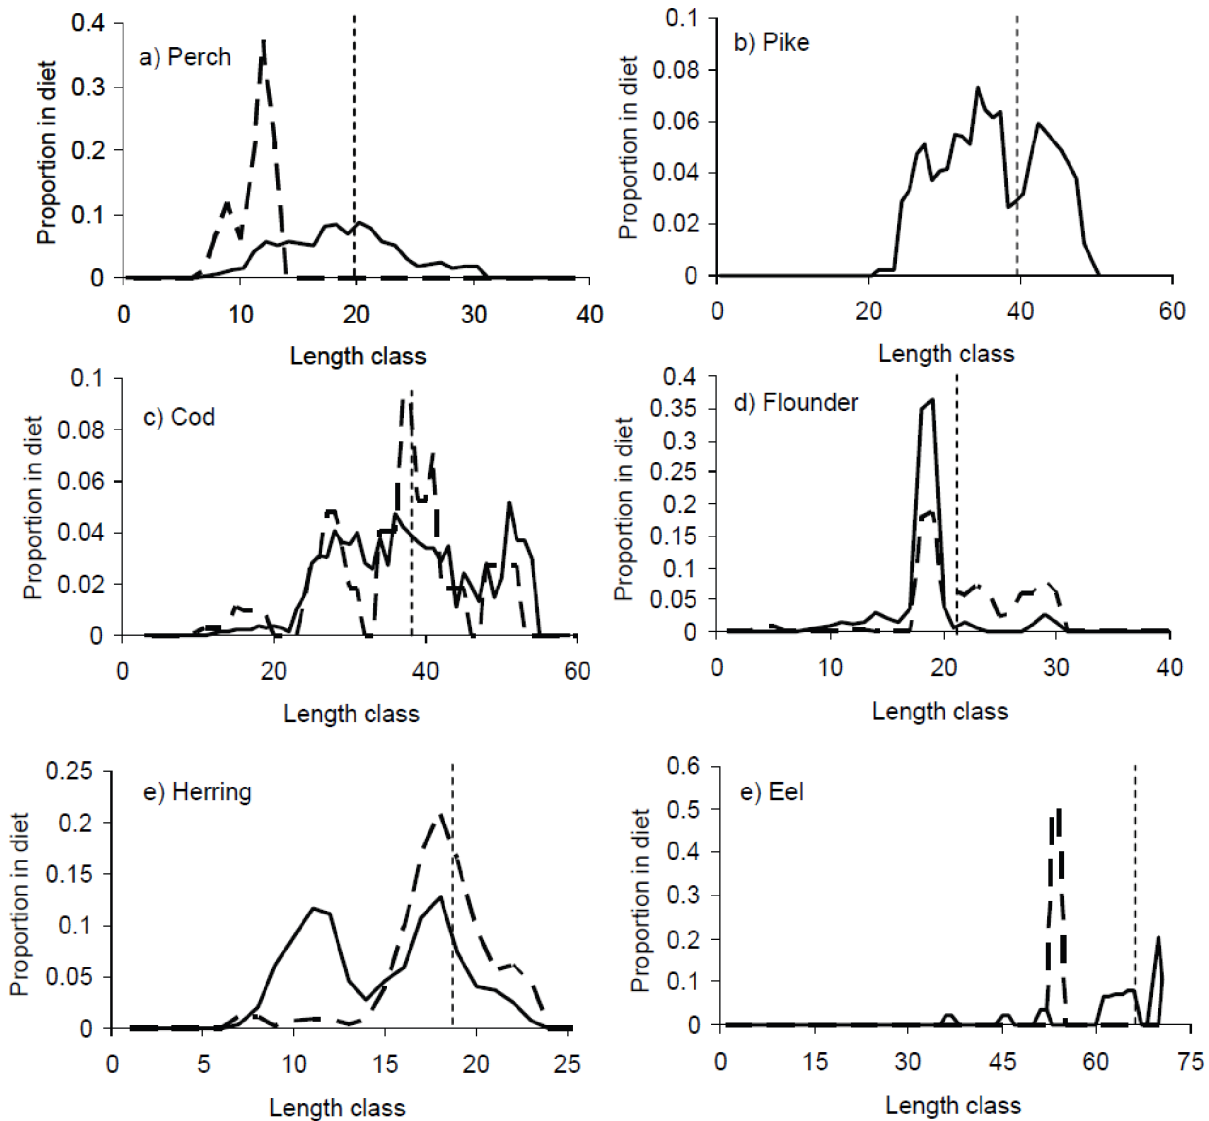 a) Perch
Proportion in diet
0.4
0.3
0.2
0.1
0
0 10 20 30 40
Length class
b) Pike
Proportion in diet
0.1
0.08
0.06
0.04
0.02
0
0 20 40 60
Length class
c) Cod
Proportion in diet
0.1
0.08
0.06
0.04
0.02
0
0 20 40 60
Length class
d) Flounder
Proportion in diet
0.4
0.35
0.3
0.25
0.2
0.15
0.1
0.05
0
0 10 20 30 40
Length class
e) Herring
Proportion in diet
0.25
0.2
0.15
0.1
0.05
0
0 5 10 15 20 25
Length class
e) Eel
Proportion in diet
0.6
0.5
0.4
0.3
0.2
0.1
0
0 15 30 45 60 75
Length class